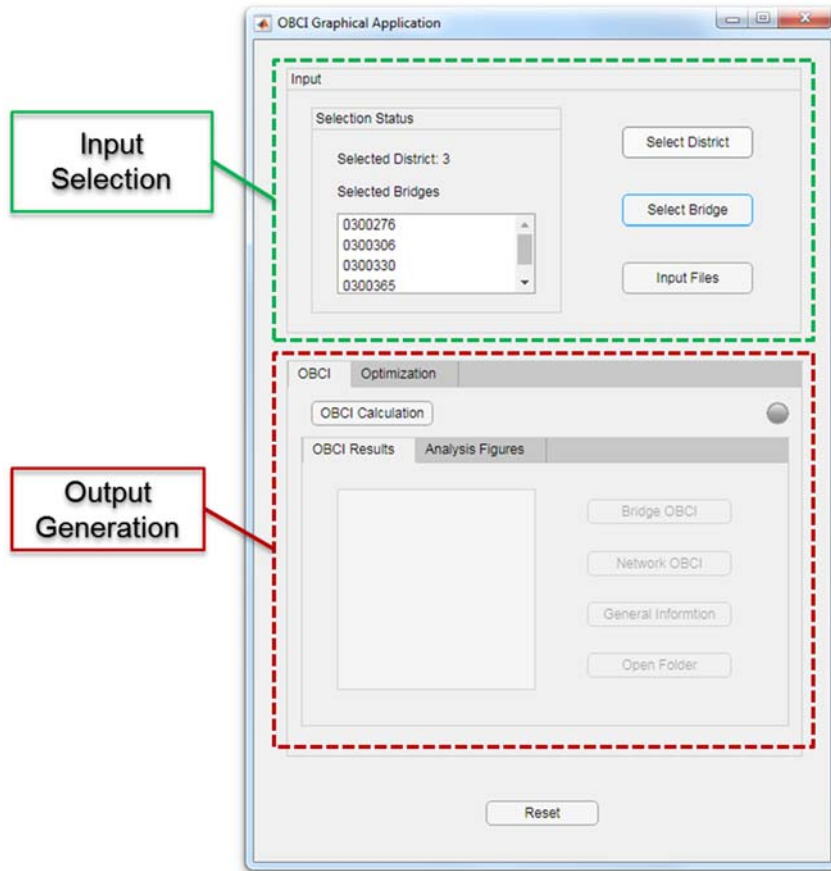 OBCI Graphical Application
Input
Selection Status
Selected District: 3
Selected Bridges
0300276
0300306
0300330
0300365
Select District
Select Bridge
Input Files
Input
Selection
OBCI
Optimization
OBCI Calculation
OBCI Results
Analysis Figures
Bridge OBCI
Network OBCI
General Informtion
Open Folder
Output
Generation
Reset